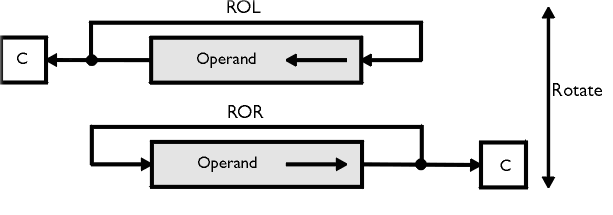 ROL
C
Operand
Rotate
ROR
Operand
C